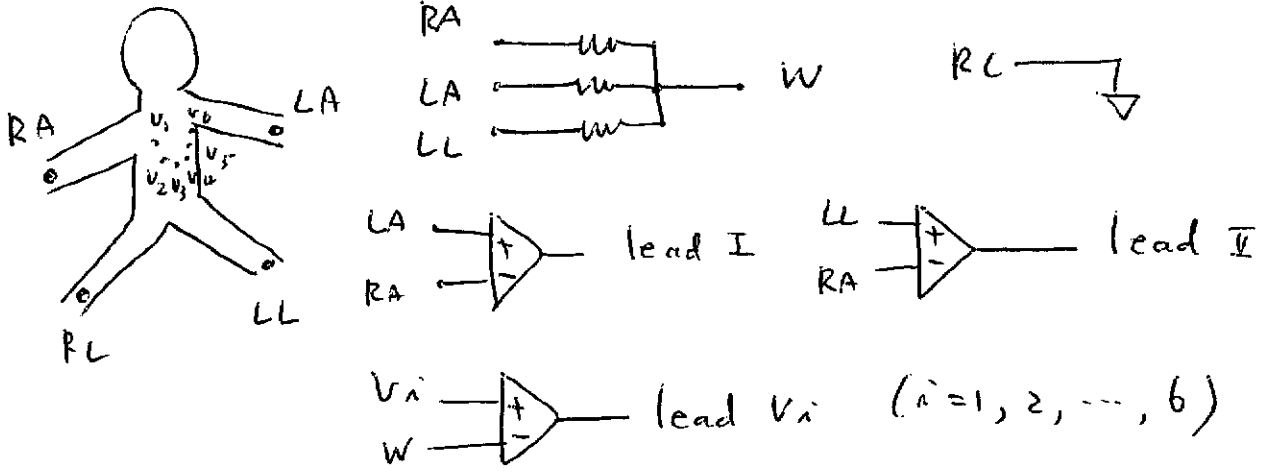 RA
LA
LL
W
RL
RA
LA
V1 V6
V2 V3 V4 V5
RL
LL
LA
RA
+
-
lead I
LL
RA
+
-
lead II
Vi
W
+
-
lead Vi (i=1, 2, ..., 6)